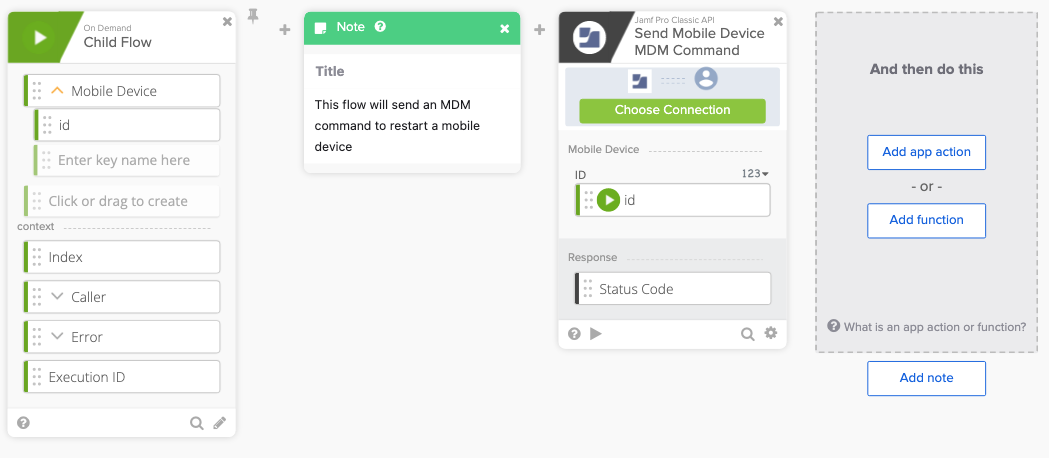 On Demand
Child Flow
Mobile Device
id
Enter key name here
Click or drag to create
context
Index
Caller
Error
Execution ID
Note
Title
This flow will send an MDM
command to restart a mobile
device
Jamf Pro Classic API
Send Mobile Device
MDM Command
Choose Connection
Mobile Device
ID 123
id
Response
Status Code
And then do this
Add app action
- or -
Add function
What is an app action or function?
Add note